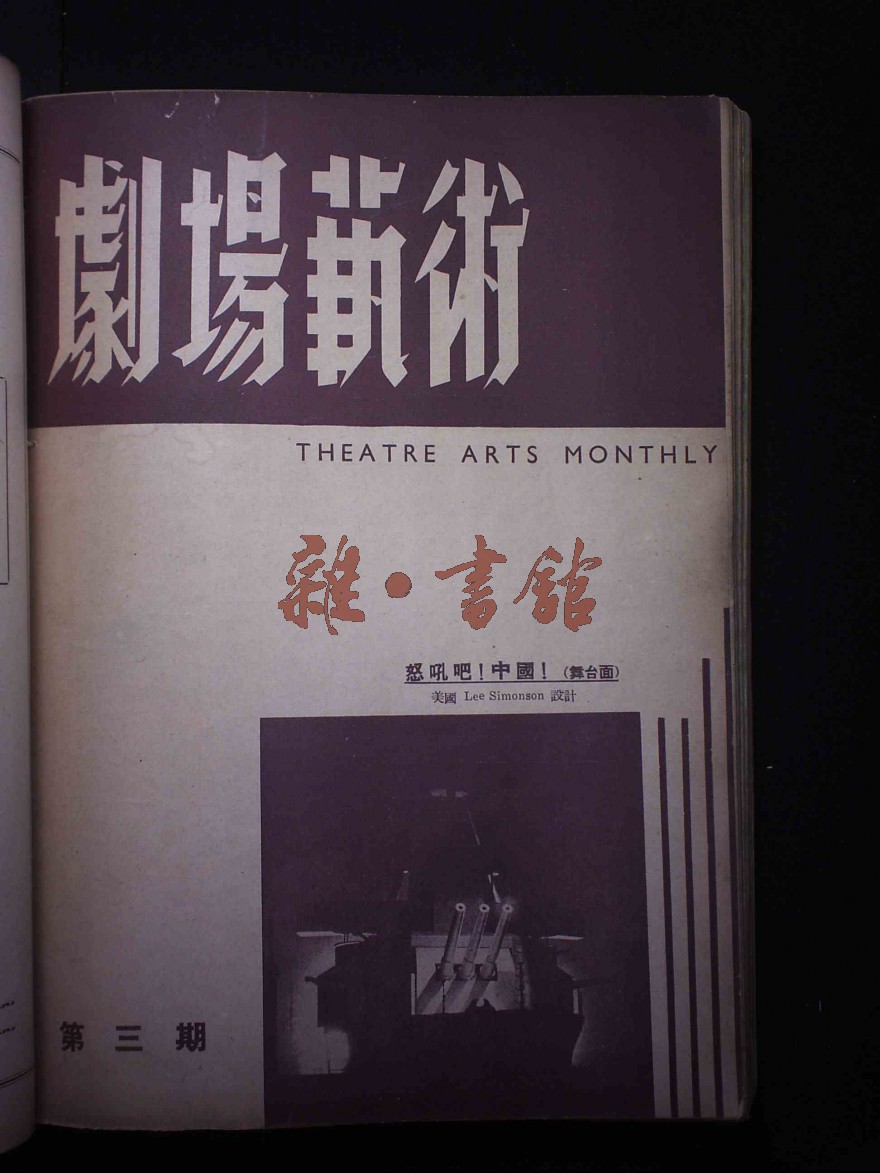 劇場藝術
THEATRE ARTS MONTHLY
雜·書館
怒吼吧！中國！（舞台面）
美國 Lee Simonson 設計
第三期